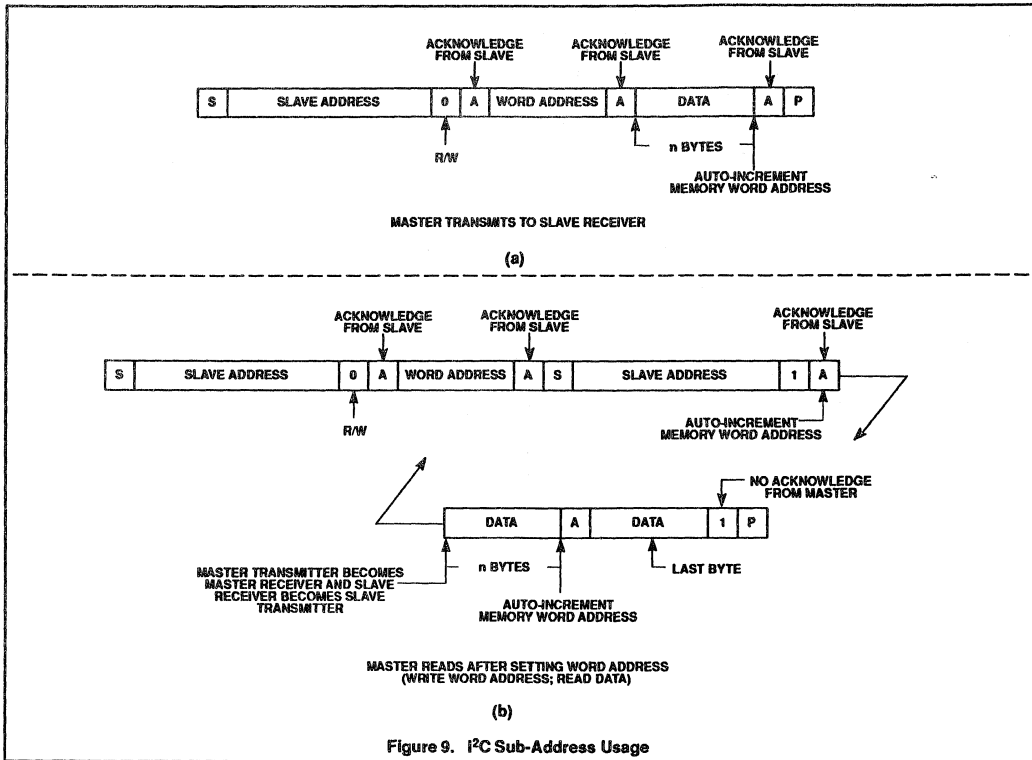 ACKNOWLEDGE
FROM SLAVE
ACKNOWLEDGE
FROM SLAVE
ACKNOWLEDGE
FROM SLAVE
S SLAVE ADDRESS 0 A WORD ADDRESS A DATA A P
R/W
n BYTES
AUTO-INCREMENT
MEMORY WORD ADDRESS
MASTER TRANSMITS TO SLAVE RECEIVER
(a)
ACKNOWLEDGE
FROM SLAVE
ACKNOWLEDGE
FROM SLAVE
ACKNOWLEDGE
FROM SLAVE
S SLAVE ADDRESS 0 A WORD ADDRESS A S SLAVE ADDRESS 1 A
R/W
AUTO-INCREMENT
MEMORY WORD ADDRESS
NO ACKNOWLEDGE
FROM MASTER
DATA A DATA 1 P
MASTER TRANSMITTER BECOMES
MASTER RECEIVER AND SLAVE
RECEIVER BECOMES SLAVE
TRANSMITTER
n BYTES
LAST BYTE
AUTO-INCREMENT
MEMORY WORD ADDRESS
MASTER READS AFTER SETTING WORD ADDRESS
(WRITE WORD ADDRESS; READ DATA)
(b)
Figure 9. I²C Sub-Address Usage